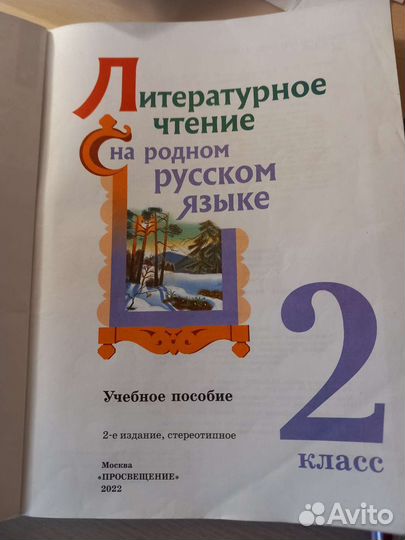 Литературное
чтение
на родном
русском
языке
2
класс
Учебное пособие
2-е издание, стереотипное
Москва
«ПРОСВЕЩЕНИЕ»
2022
Avito